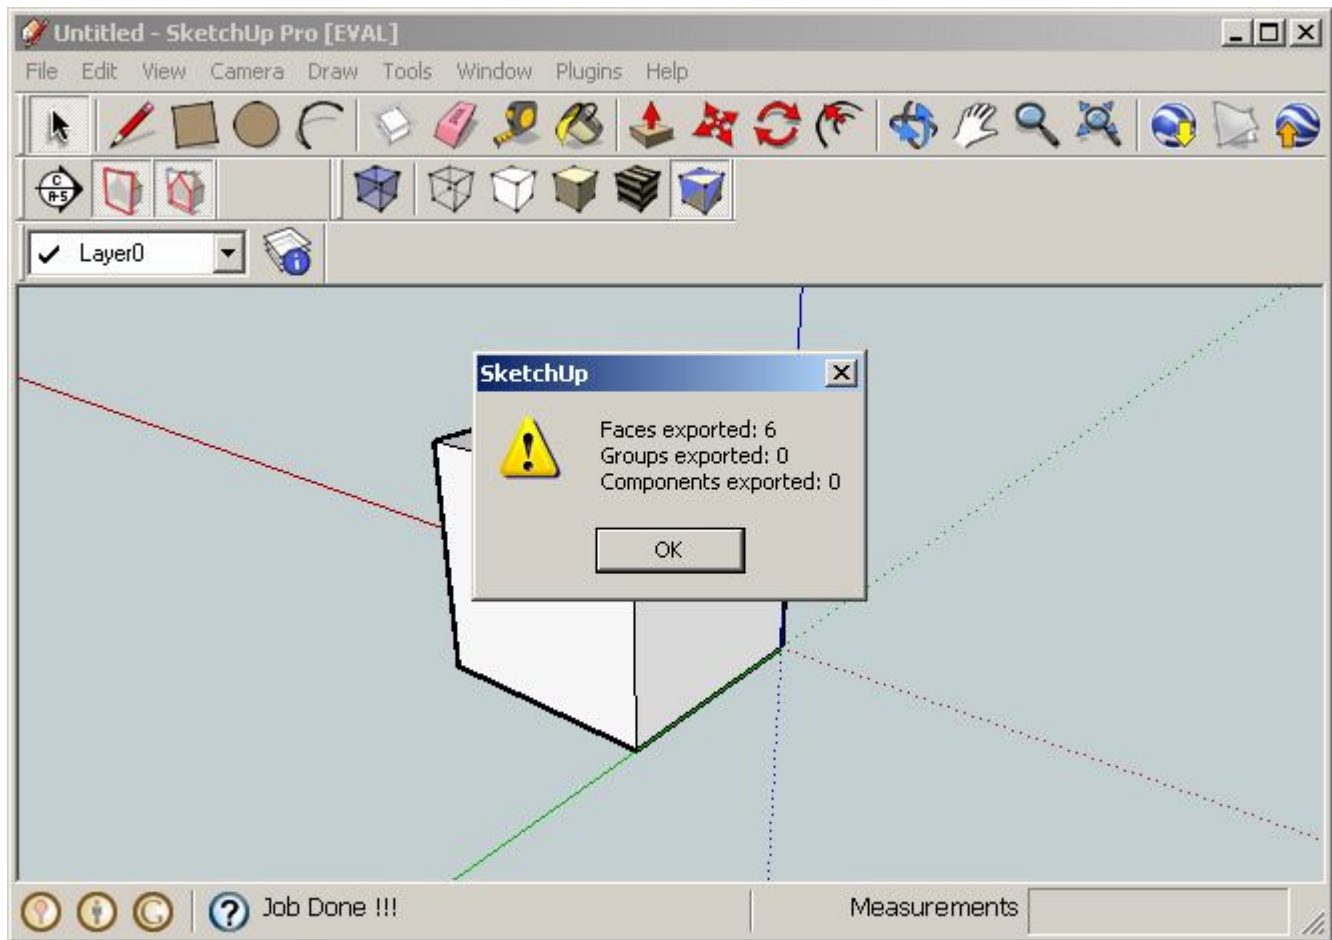 Untitled - SketchUp Pro [EVAL]
File Edit View Camera Draw Tools Window Plugins Help
C
A-5
Layer0
SketchUp
Faces exported: 6
Groups exported: 0
Components exported: 0
OK
Job Done !!!
Measurements